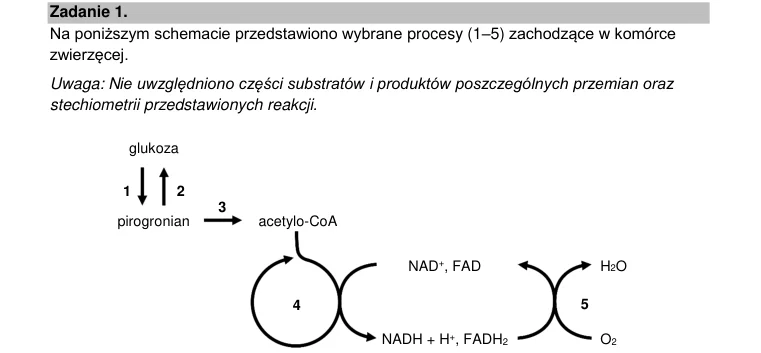 Zadanie 1.
Na poniższym schemacie przedstawiono wybrane procesy (1–5) zachodzące w komórce
zwierzęcej.
Uwaga: Nie uwzględniono części substratów i produktów poszczególnych przemian oraz
stechiometrii przedstawionych reakcji.
glukoza
1 2
3
pirogronian acetylo-CoA
NAD⁺, FAD H₂O
4 5
NADH + H⁺, FADH₂ O₂